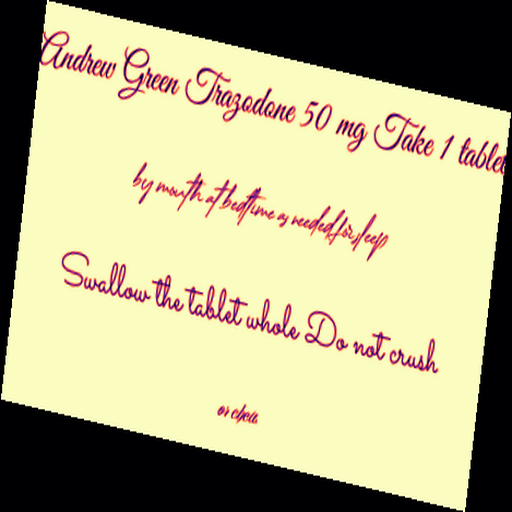 Andrew Green Trazodone 50 mg Take 1 tablet
by mouth at bedtime as needed for sleep
Swallow the tablet whole Do not crush
or chew